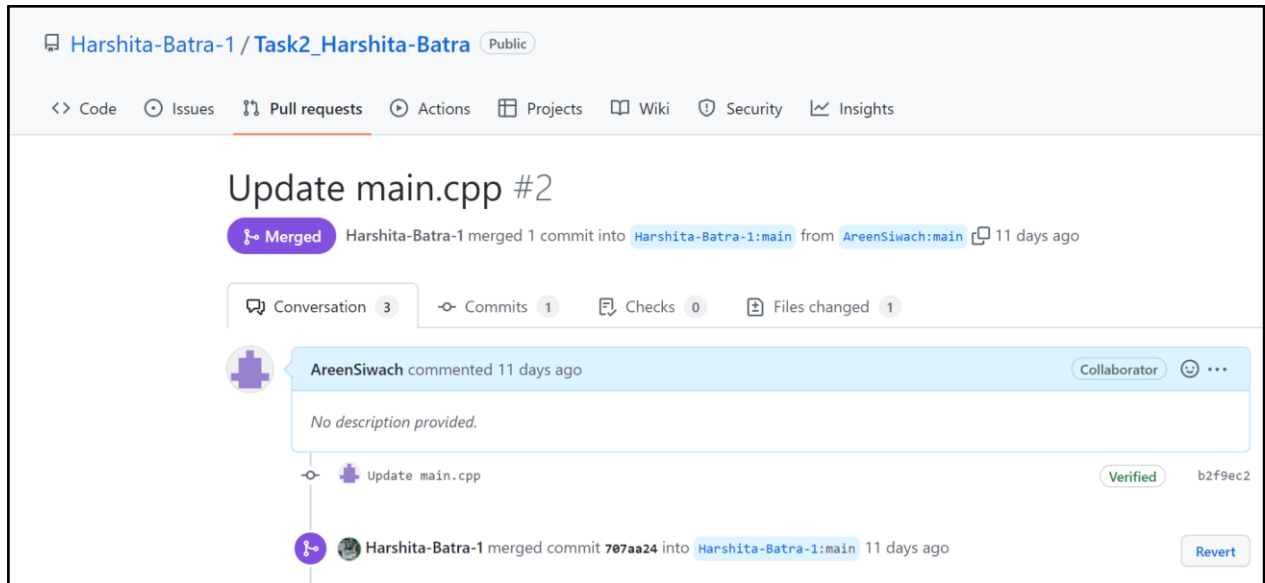 Harshita-Batra-1 / Task2_Harshita-Batra Public
Code Issues Pull requests Actions Projects Wiki Security Insights
Update main.cpp #2
Merged Harshita-Batra-1 merged 1 commit into Harshita-Batra-1:main from AreenSiwach:main 11 days ago
Conversation 3 Commits 1 Checks 0 Files changed 1
AreenSiwach commented 11 days ago Collaborator
No description provided.
Update main.cpp Verified b2f9ec2
Harshita-Batra-1 merged commit 707aa24 into Harshita-Batra-1:main 11 days ago Revert